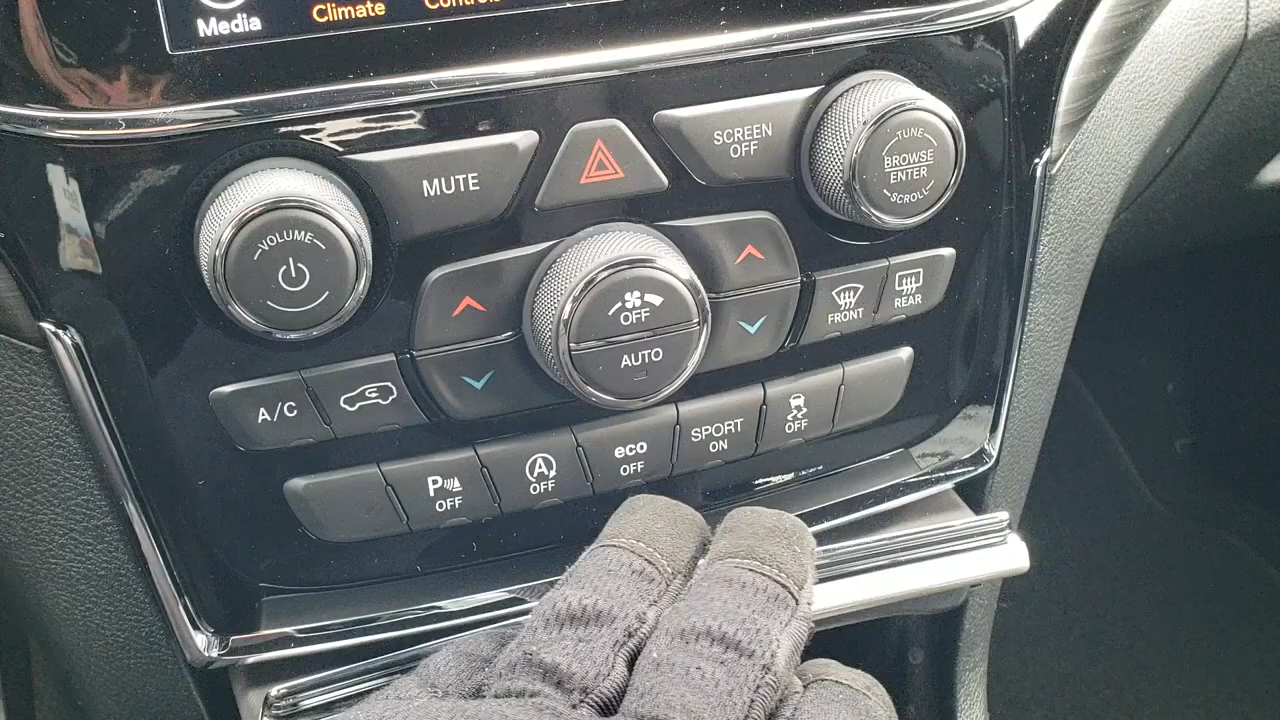 Media
Climate
Controls
MUTE
SCREEN
OFF
TUNE
BROWSE
ENTER
SCROLL
VOLUME
OFF
AUTO
FRONT
REAR
A/C
P
OFF
A
OFF
eco
OFF
SPORT
ON
OFF